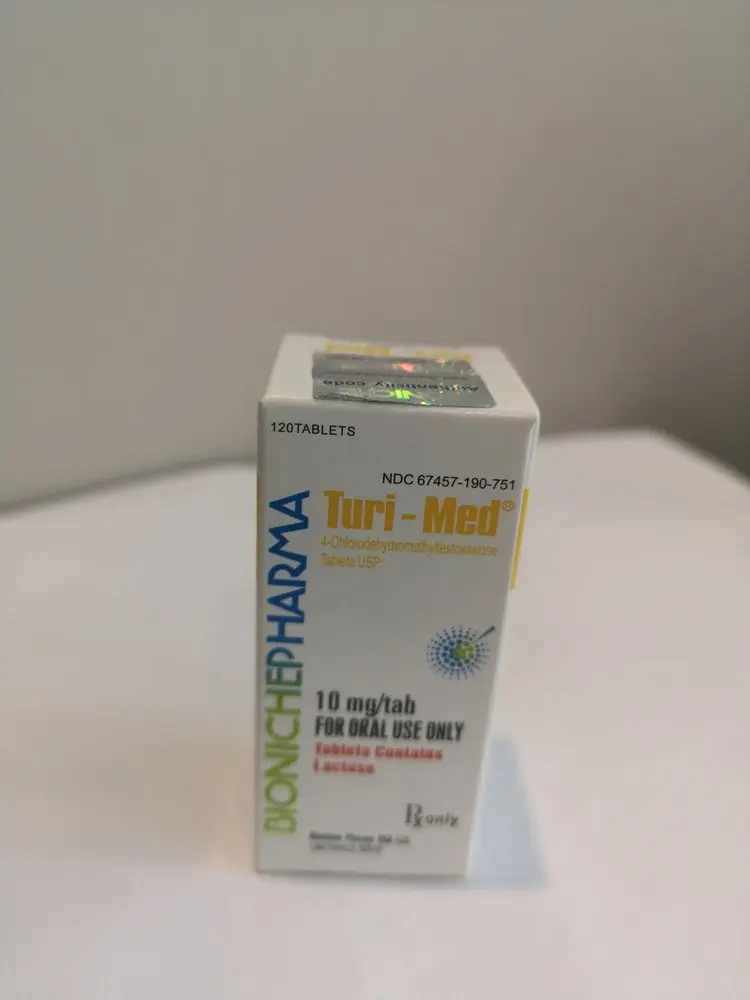 Authenticity code
120TABLETS
NDC 67457-190-751
Turi - Med®
4-Chlorodehydromethyltestosterone
Tablets USP
BIONICHEPHARMA
10 mg/tab
FOR ORAL USE ONLY
Tablets Contains
Lactose
Rx only